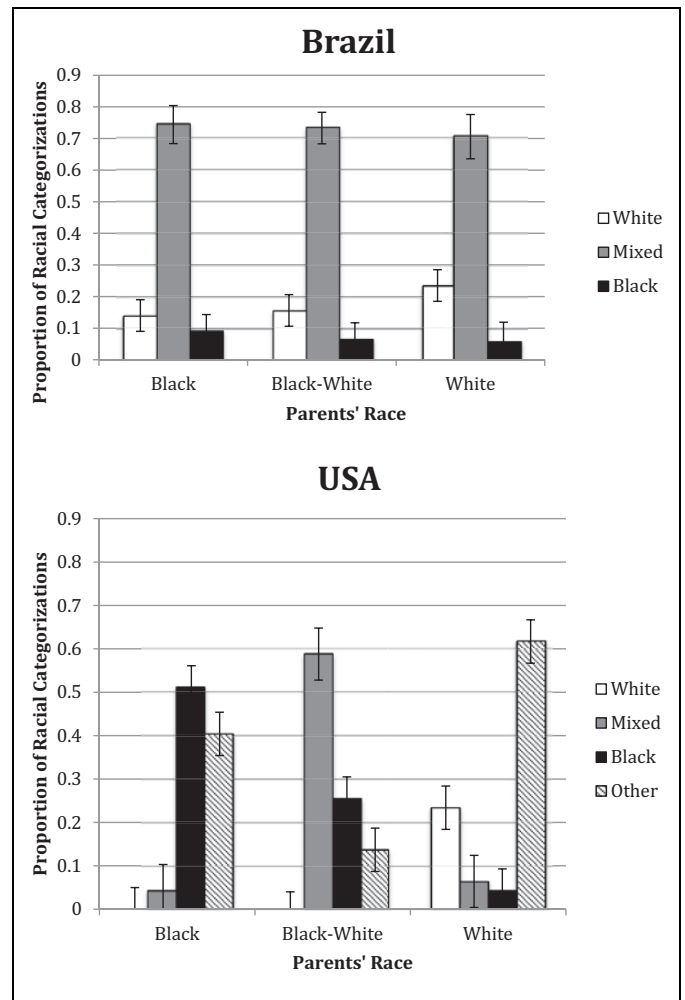 Brazil
Proportion of Racial Categorizations
0.9
0.8
0.7
0.6
0.5
0.4
0.3
0.2
0.1
0
Black
Black-White
White
Parents' Race
White
Mixed
Black
USA
Proportion of Racial Categorizations
0.9
0.8
0.7
0.6
0.5
0.4
0.3
0.2
0.1
0
Black
Black-White
White
Parents' Race
White
Mixed
Black
Other